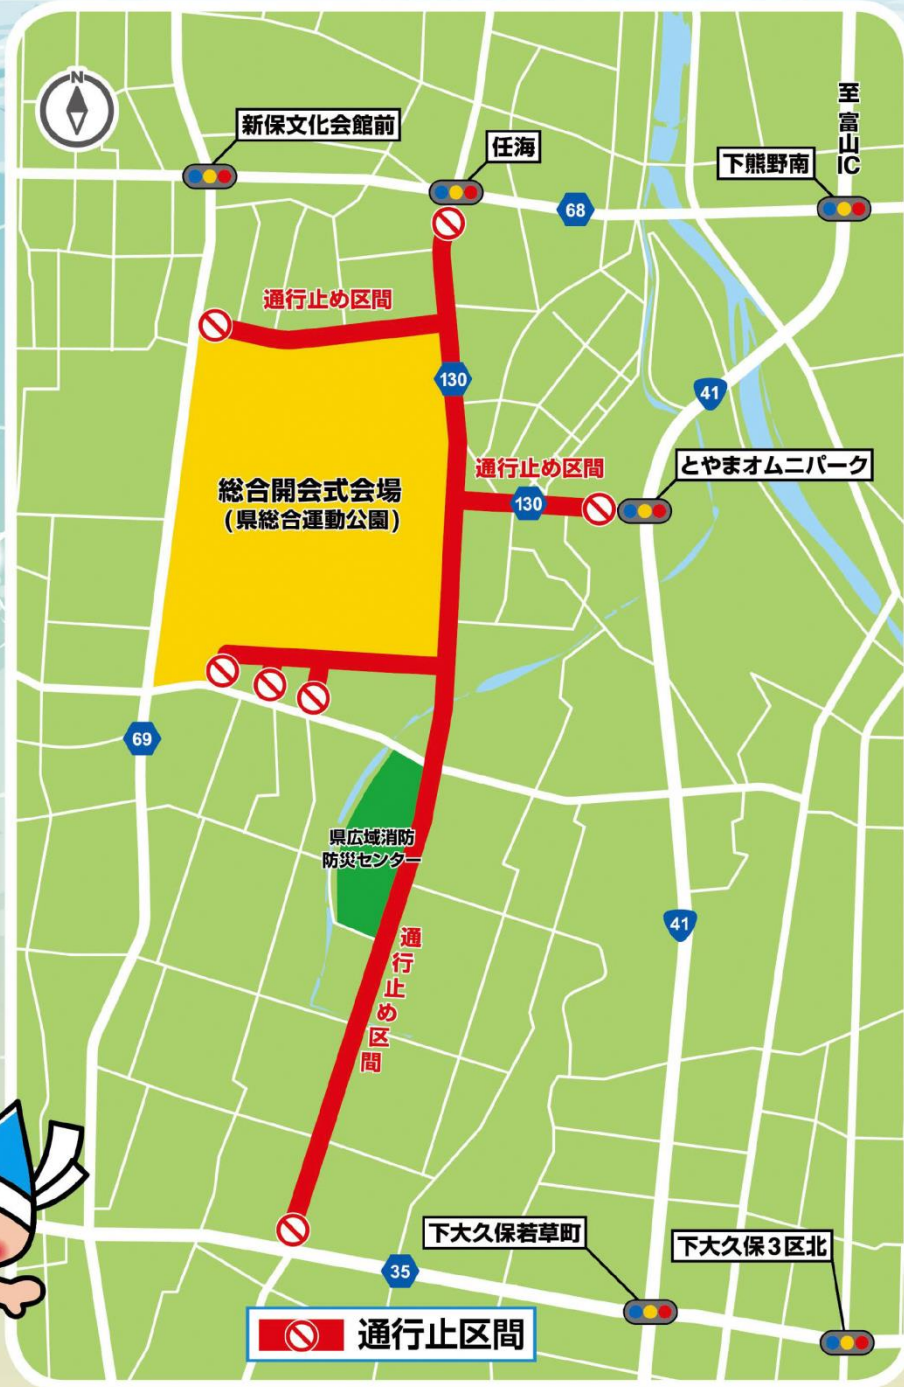 N
新保文化会館前
任海
下熊野南
至 富山IC
68
通行止め区間
130
41
総合開会式会場
(県総合運動公園)
通行止め区間
130
とやまオムニパーク
69
県広域消防
防災センター
通行止め区間
41
下大久保若草町
下大久保3区北
35
通行止区間